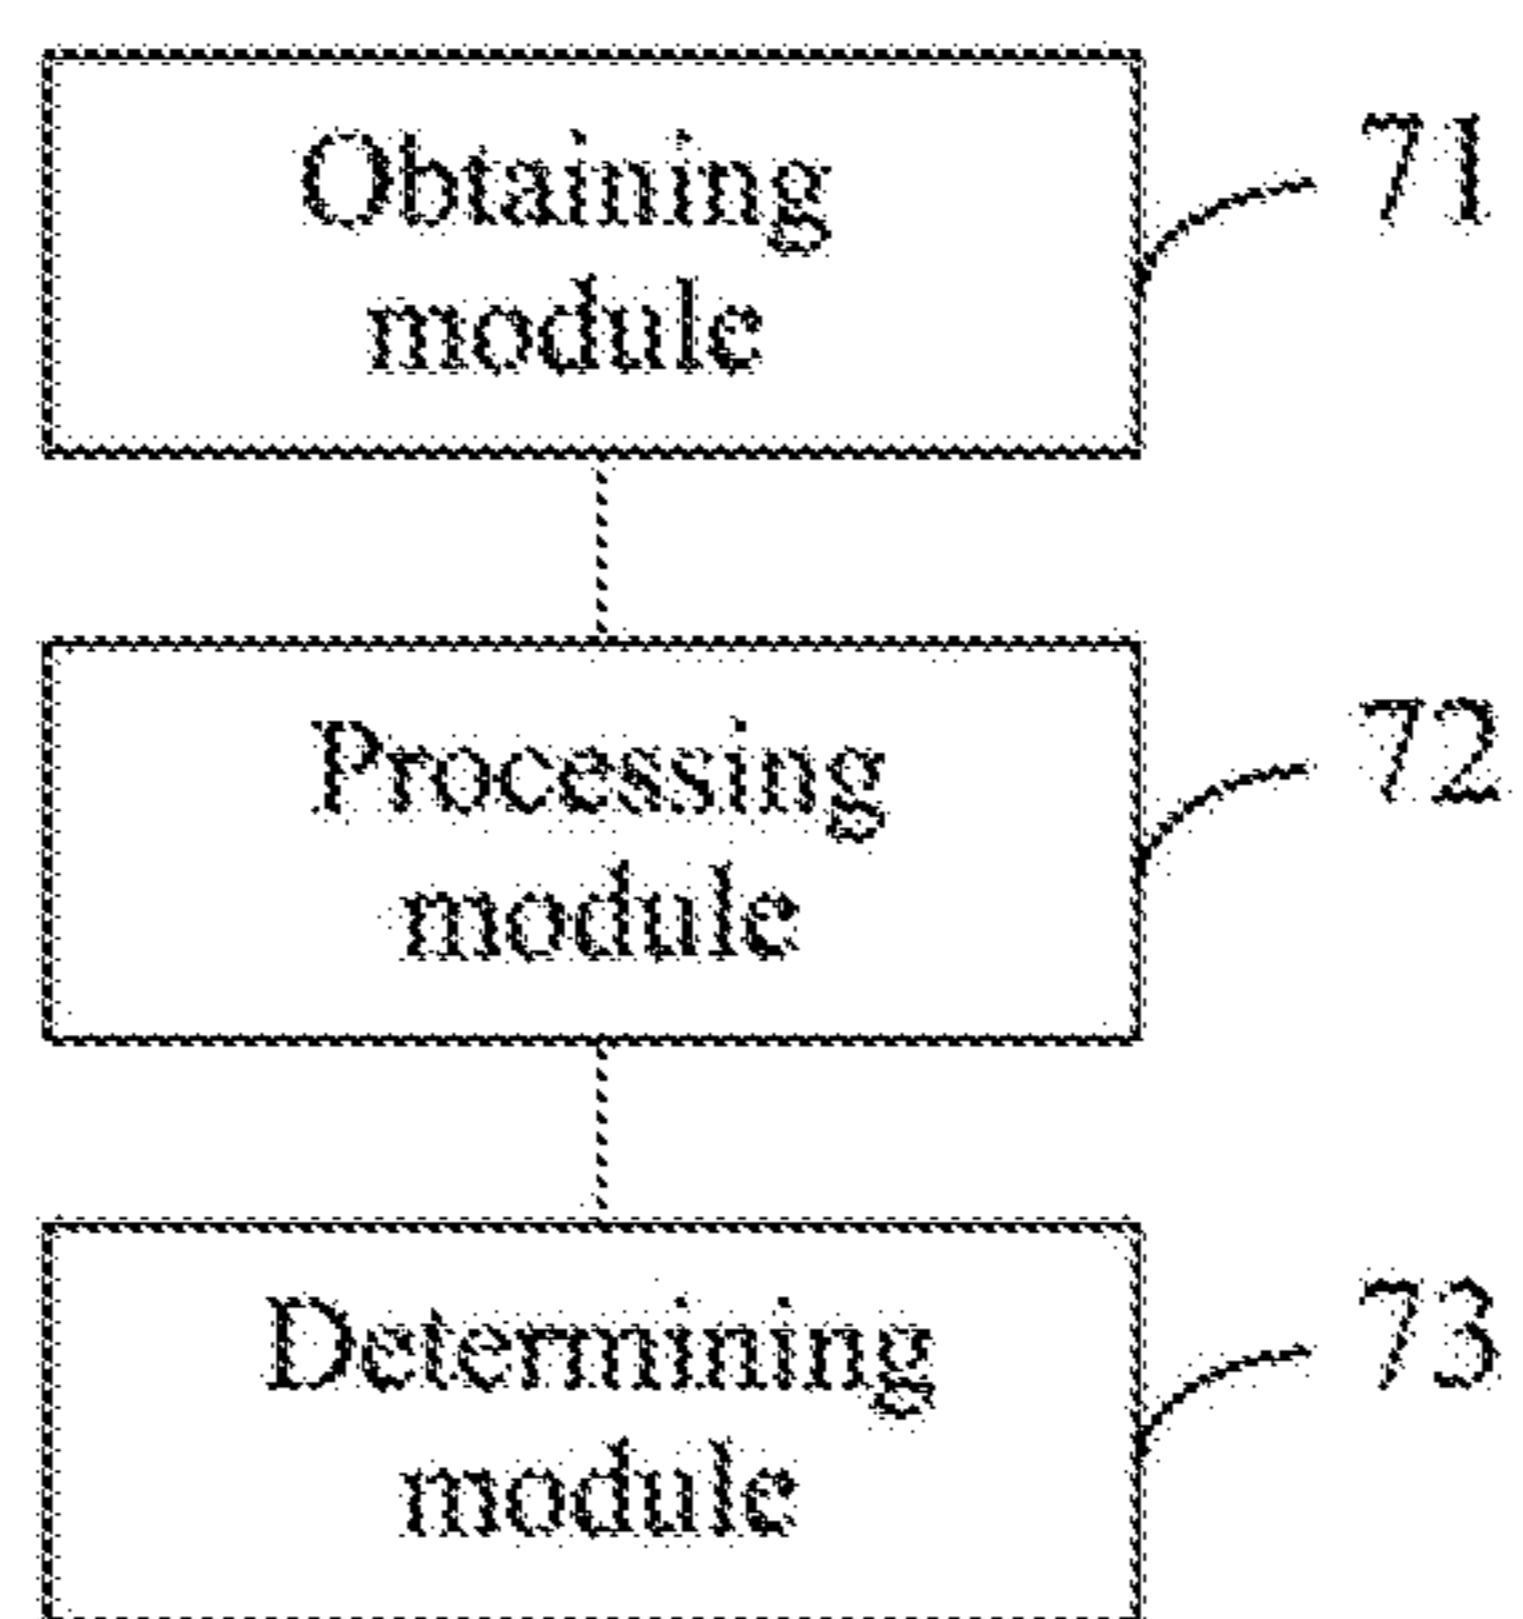 Obtaining
module
71
Processing
module
72
Determining
module
73